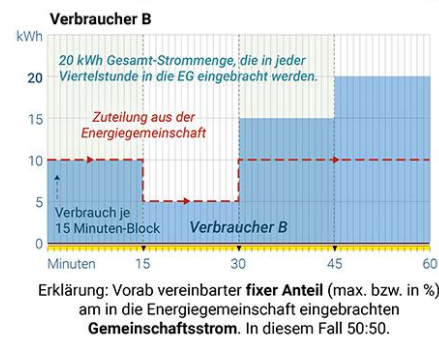 Verbraucher B
kWh
20 kWh Gesamt-Strommenge, die in jeder
Viertelstunde in die EG eingebracht werden.
20
15
Zuteilung aus der
Energiegemeinschaft
10
5
Verbrauch je
15 Minuten-Block
Verbraucher B
0
Minuten 15 30 45 60
Erklärung: Vorab vereinbarter fixer Anteil (max. bzw. in %)
am in die Energiegemeinschaft eingebrachten
Gemeinschaftsstrom. In diesem Fall 50:50.